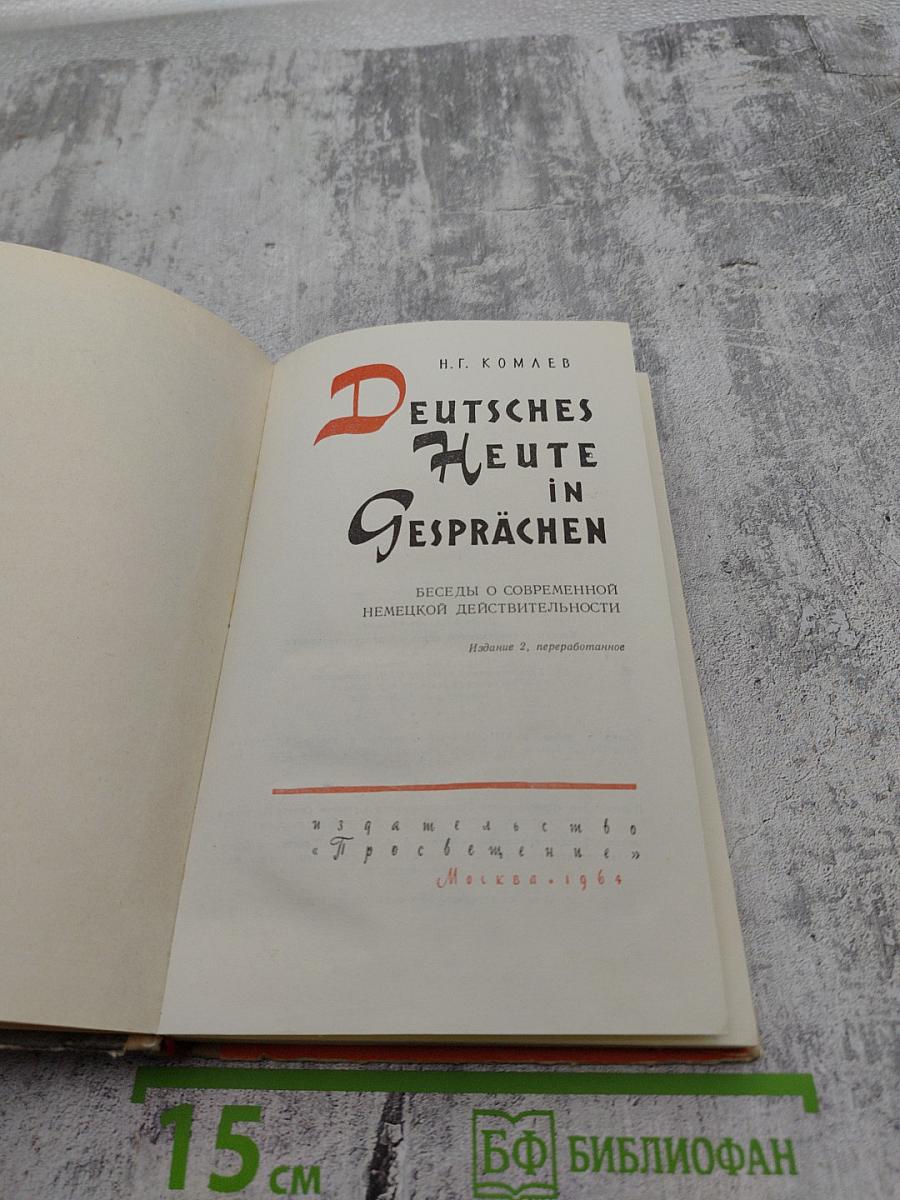 Н.Г. КОМЛЕВ
DEUTSCHES
HEUTE
IN
GESPRÄCHEN
БЕСЕДЫ О СОВРЕМЕННОЙ
НЕМЕЦКОЙ ДЕЙСТВИТЕЛЬНОСТИ
Издание 2, переработанное
издательство
«Просвещение»
Москва • 1964
15 см
БФ БИБЛИОФАН